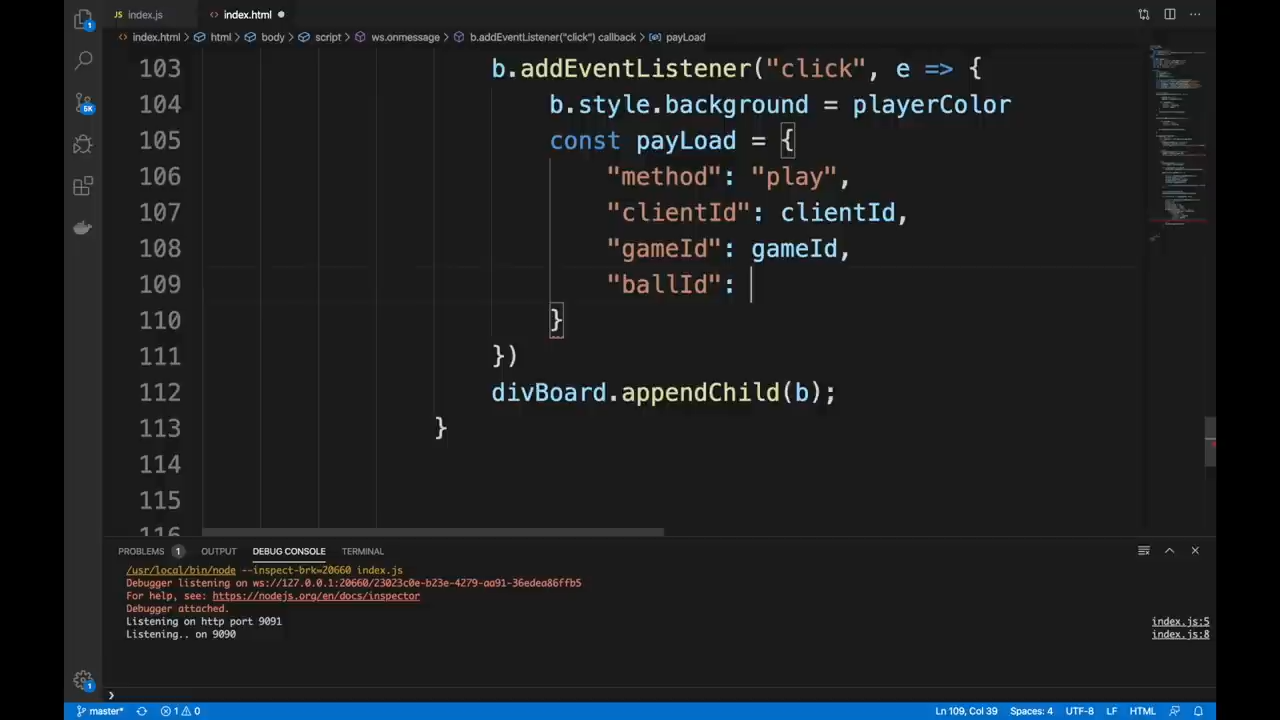 index.js
index.html
index.html > html > body > script > ws.onmessage > b.addEventListener("click") callback > payLoad
103 b.addEventListener("click", e => {
104 b.style.background = playerColor
105 const payLoad = {
106 "method": "play",
107 "clientId": clientId,
108 "gameId": gameId,
109 "ballId":
110 }
111 })
112 divBoard.appendChild(b);
113 }
114
115
116
PROBLEMS 1 OUTPUT DEBUG CONSOLE TERMINAL
/usr/local/bin/node --inspect-brk=20660 index.js
Debugger listening on ws://127.0.0.1:20660/23023c0e-b23e-4279-aa91-36edea86ffb5
For help, see: https://nodejs.org/en/docs/inspector
Debugger attached.
Listening on http port 9091 index.js:5
Listening.. on 9090 index.js:8
master* 1 0 Ln 109, Col 39 Spaces: 4 UTF-8 LF HTML